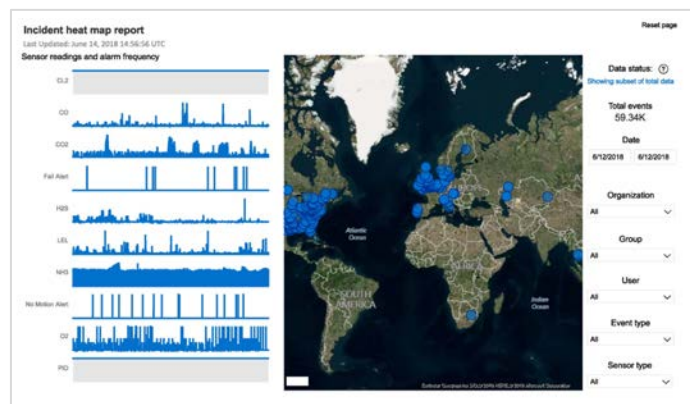 Incident heat map report
Reset page
Last Updated: June 14, 2018 14:56:56 UTC
Sensor readings and alarm frequency
CL2
CO
CO2
Fall Alert
H2S
LEL
NH3
No Motion Alert
O2
PID
Atlantic
Ocean
SOUTH
AMERICA
Indian
Ocean
Data status:
Showing subset of total data
Total events
59.34K
Date
6/12/2018 6/12/2018
Organization
All
Group
All
User
All
Event type
All
Sensor type
All